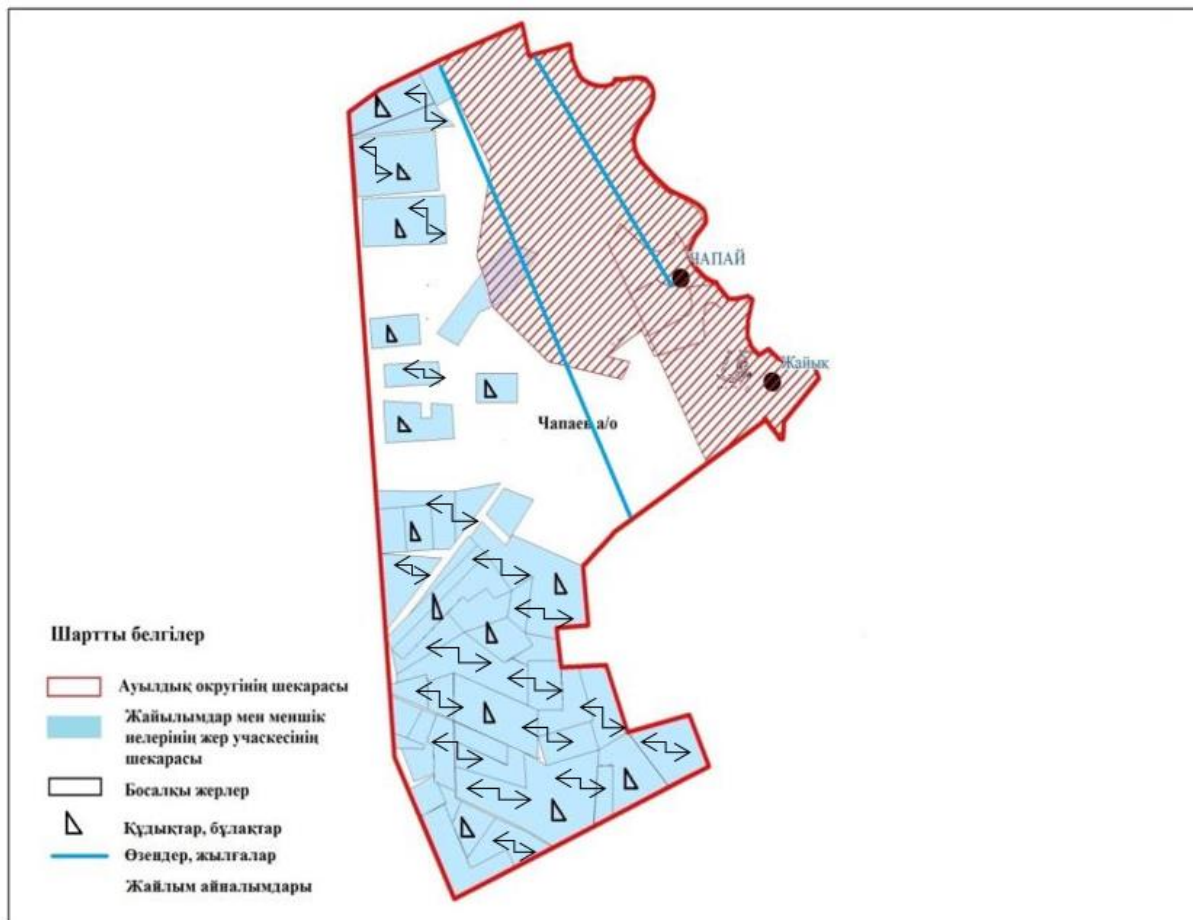 ЧАПАЙ
Жайық
Чапаев а/о
Шартты белгілер
Ауылдық округінің шекарасы
Жайылымдар мен меншік
иелерінің жер учаскесінің
шекарасы
Босалқы жерлер
Құдықтар, бұлақтар
Өзендер, жылғалар
Жайлым айналымдары